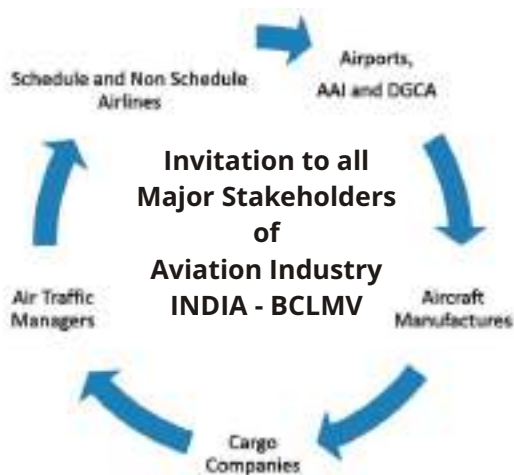 Airports,
AAI and DGCA
Schedule and Non Schedule
Airlines
Invitation to all
Major Stakeholders
of
Aviation Industry
INDIA - BCLMV
Air Traffic
Managers
Aircraft
Manufactures
Cargo
Companies